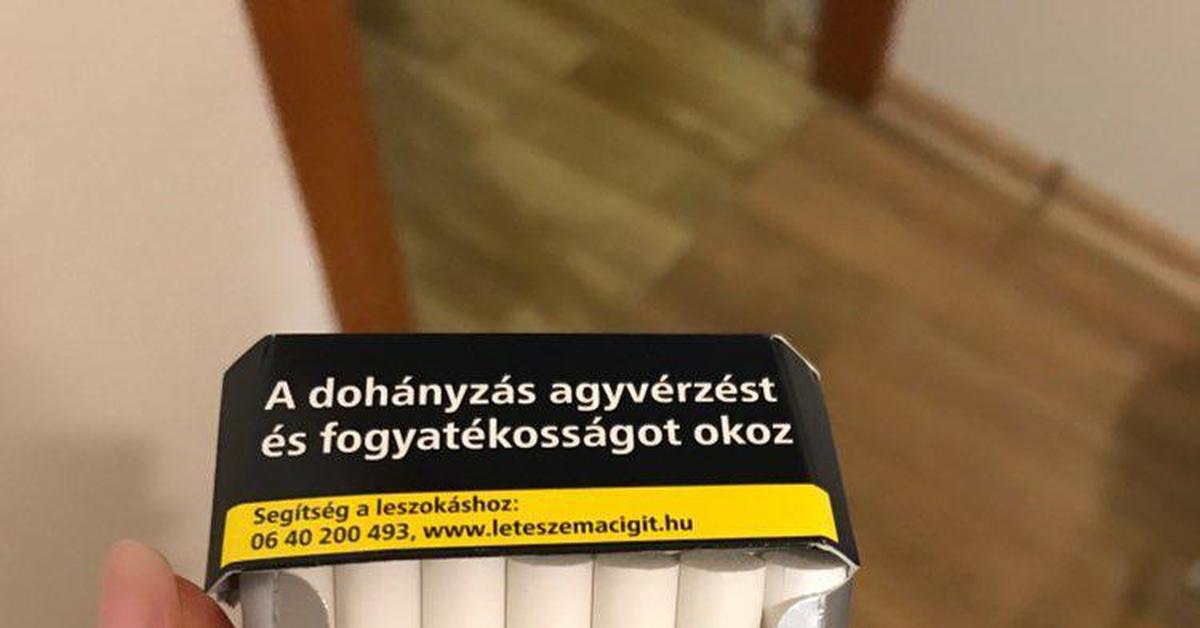 A dohányzás agyvérzést
és fogyatékosságot okoz
Segítség a leszokáshoz:
06 40 200 493, www.leteszemacigit.hu